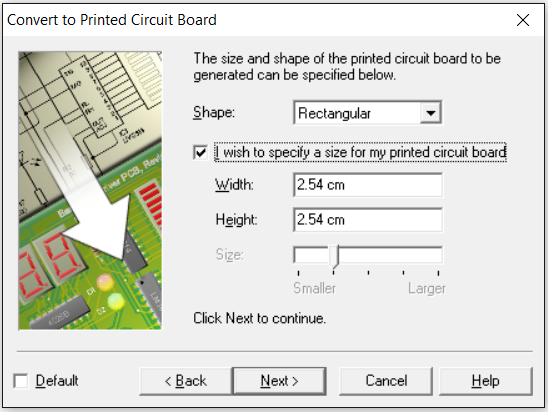 Convert to Printed Circuit Board
The size and shape of the printed circuit board to be
generated can be specified below.
Shape: Rectangular
I wish to specify a size for my printed circuit board
Width: 2.54 cm
Height: 2.54 cm
Size:
Smaller Larger
Click Next to continue.
Default < Back Next > Cancel Help